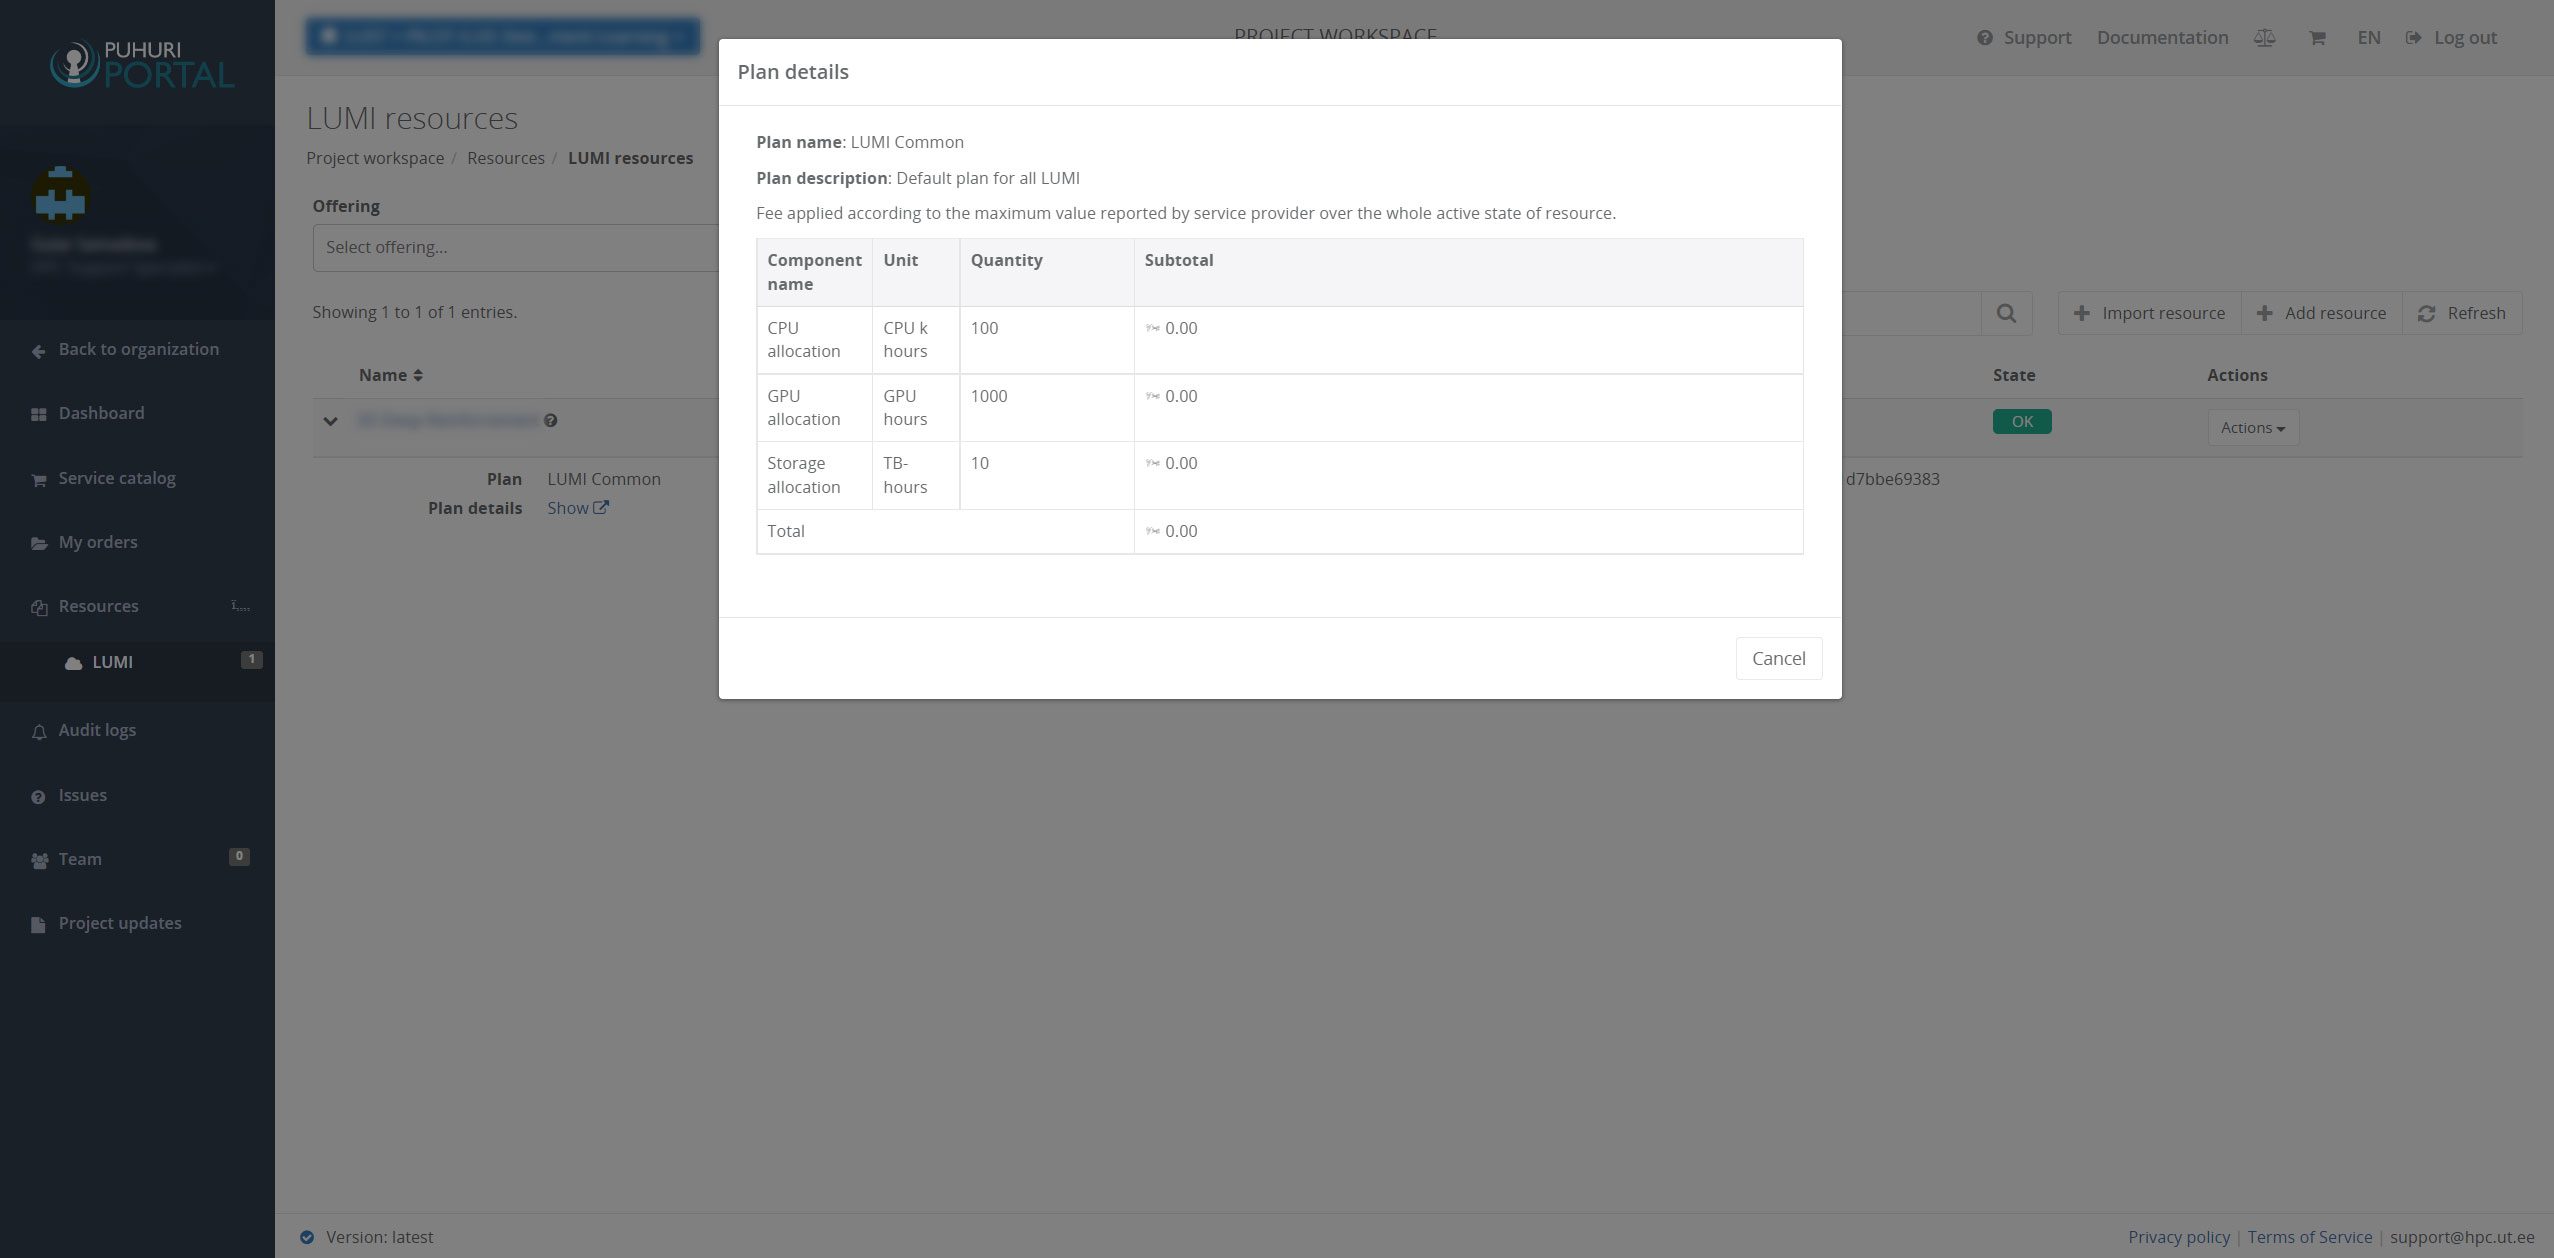 PUHURI
PORTAL
PROJECT WORKSPACE
Support
Documentation
EN
Log out
Back to organization
Dashboard
Service catalog
My orders
Resources
LUMI
1
Audit logs
Issues
Team
0
Project updates
LUMI resources
Project workspace / Resources / LUMI resources
Offering
Select offering...
Showing 1 to 1 of 1 entries.
Import resource
Add resource
Refresh
Name
State
Actions
OK
Actions
Plan LUMI Common
d7bbe69383
Plan details Show
Plan details
Plan name: LUMI Common
Plan description: Default plan for all LUMI
Fee applied according to the maximum value reported by service provider over the whole active state of resource.
Component name
Unit
Quantity
Subtotal
CPU allocation
CPU k hours
100
0.00
GPU allocation
GPU hours
1000
0.00
Storage allocation
TB-hours
10
0.00
Total
0.00
Cancel
Version: latest
Privacy policy | Terms of Service | support@hpc.ut.ee